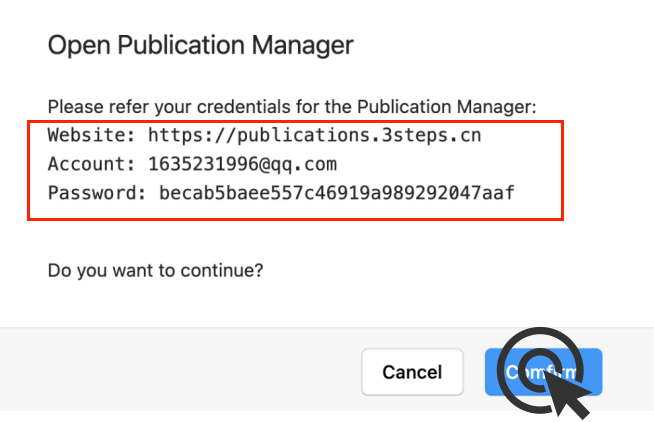 Open Publication Manager
Please refer your credentials for the Publication Manager:
Website: https://publications.3steps.cn
Account: 1635231996@qq.com
Password: becab5baee557c46919a989292047aaf
Do you want to continue?
Cancel
Comfirm